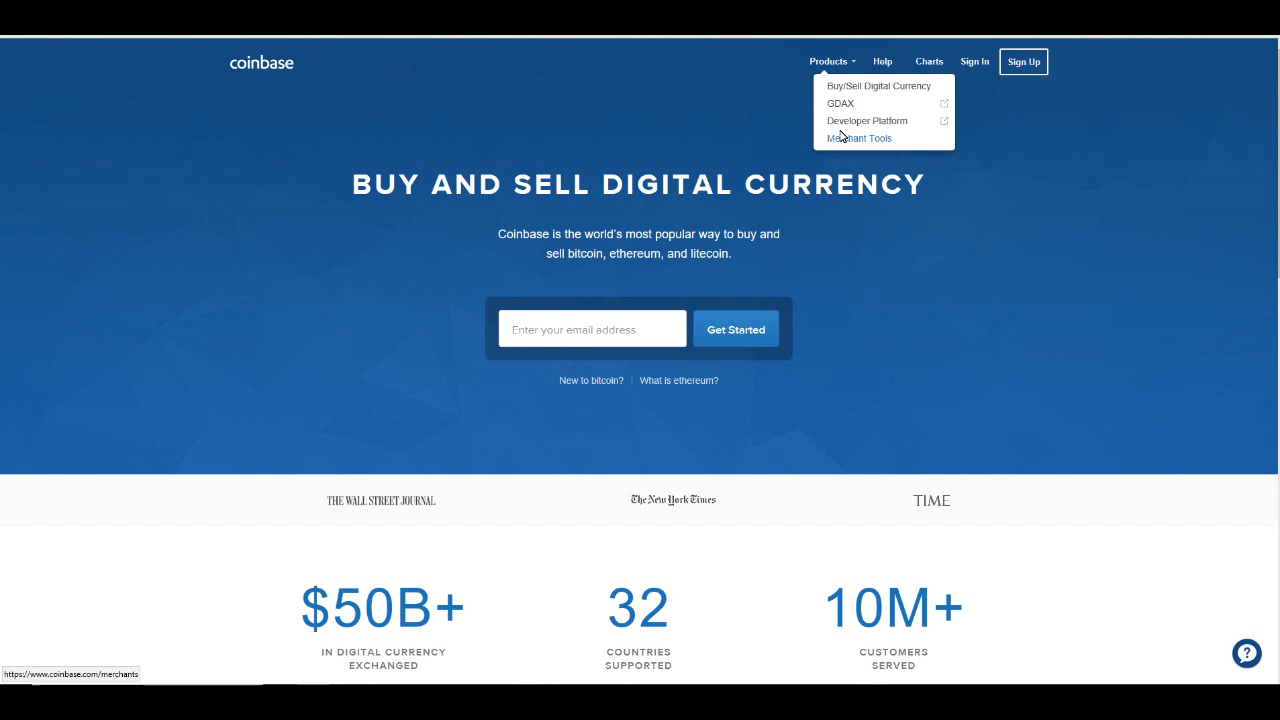 coinbase
Products
Help
Charts
Sign In
Sign Up
Buy/Sell Digital Currency
GDAX
Developer Platform
Merchant Tools
BUY AND SELL DIGITAL CURRENCY
Coinbase is the world's most popular way to buy and
sell bitcoin, ethereum, and litecoin.
Enter your email address
Get Started
New to bitcoin?
What is ethereum?
THE WALL STREET JOURNAL
The New York Times
TIME
$50B+
32
10M+
IN DIGITAL CURRENCY
EXCHANGED
COUNTRIES
SUPPORTED
CUSTOMERS
SERVED
?
https://www.coinbase.com/merchants